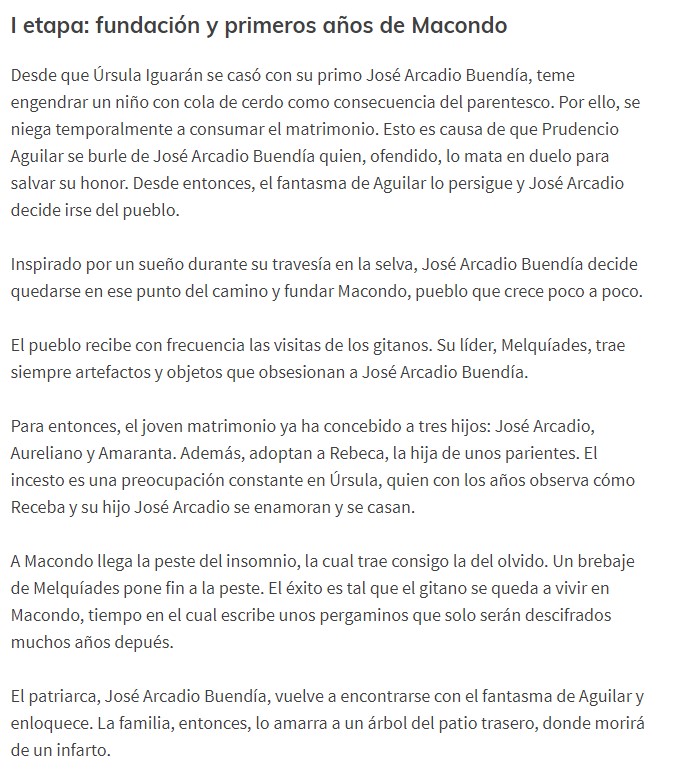 I etapa: fundación y primeros años de Macondo
Desde que Úrsula Iguarán se casó con su primo José Arcadio Buendía, teme
engendrar un niño con cola de cerdo como consecuencia del parentesco. Por ello, se
niega temporalmente a consumar el matrimonio. Esto es causa de que Prudencio
Aguilar se burle de José Arcadio Buendía quien, ofendido, lo mata en duelo para
salvar su honor. Desde entonces, el fantasma de Aguilar lo persigue y José Arcadio
decide irse del pueblo.
Inspirado por un sueño durante su travesía en la selva, José Arcadio Buendía decide
quedarse en ese punto del camino y fundar Macondo, pueblo que crece poco a poco.
El pueblo recibe con frecuencia las visitas de los gitanos. Su líder, Melquíades, trae
siempre artefactos y objetos que obsesionan a José Arcadio Buendía.
Para entonces, el joven matrimonio ya ha concebido a tres hijos: José Arcadio,
Aureliano y Amaranta. Además, adoptan a Rebeca, la hija de unos parientes. El
incesto es una preocupación constante en Úrsula, quien con los años observa cómo
Receba y su hijo José Arcadio se enamoran y se casan.
A Macondo llega la peste del insomnio, la cual trae consigo la del olvido. Un brebaje
de Melquíades pone fin a la peste. El éxito es tal que el gitano se queda a vivir en
Macondo, tiempo en el cual escribe unos pergaminos que solo serán descifrados
muchos años depués.
El patriarca, José Arcadio Buendía, vuelve a encontrarse con el fantasma de Aguilar y
enloquece. La familia, entonces, lo amarra a un árbol del patio trasero, donde morirá
de un infarto.